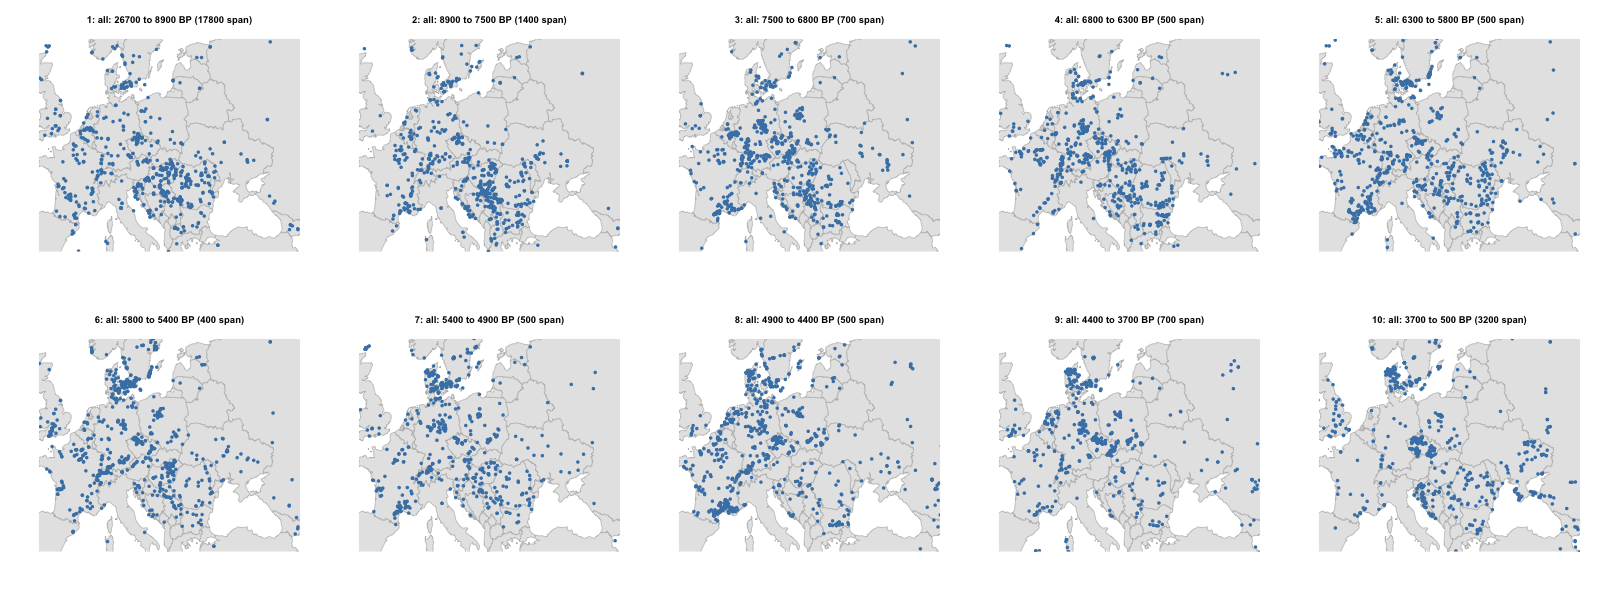 1: all: 26700 to 8900 BP (17800 span)
2: all: 8900 to 7500 BP (1400 span)
3: all: 7500 to 6800 BP (700 span)
4: all: 6800 to 6300 BP (500 span)
5: all: 6300 to 5800 BP (500 span)
6: all: 5800 to 5400 BP (400 span)
7: all: 5400 to 4900 BP (500 span)
8: all: 4900 to 4400 BP (500 span)
9: all: 4400 to 3700 BP (700 span)
10: all: 3700 to 500 BP (3200 span)